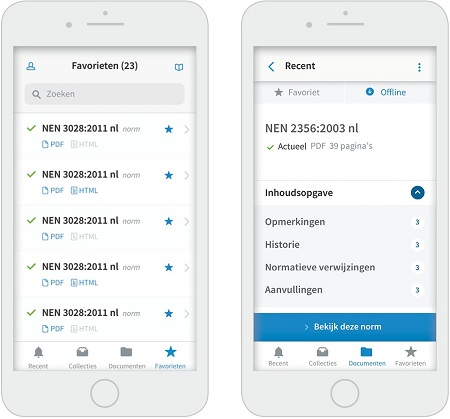 Favorieten (23)
Zoeken
NEN 3028:2011 nl norm
PDF HTML
NEN 3028:2011 nl norm
PDF HTML
NEN 3028:2011 nl norm
PDF HTML
NEN 3028:2011 nl norm
PDF HTML
NEN 3028:2011 nl norm
PDF HTML
Recent Collecties Documenten Favorieten
Recent
Favoriet Offline
NEN 2356:2003 nl
Actueel PDF 39 pagina's
Inhoudsopgave
Opmerkingen 3
Historie 3
Normatieve verwijzingen 3
Aanvullingen 3
Bekijk deze norm
Recent Collecties Documenten Favorieten